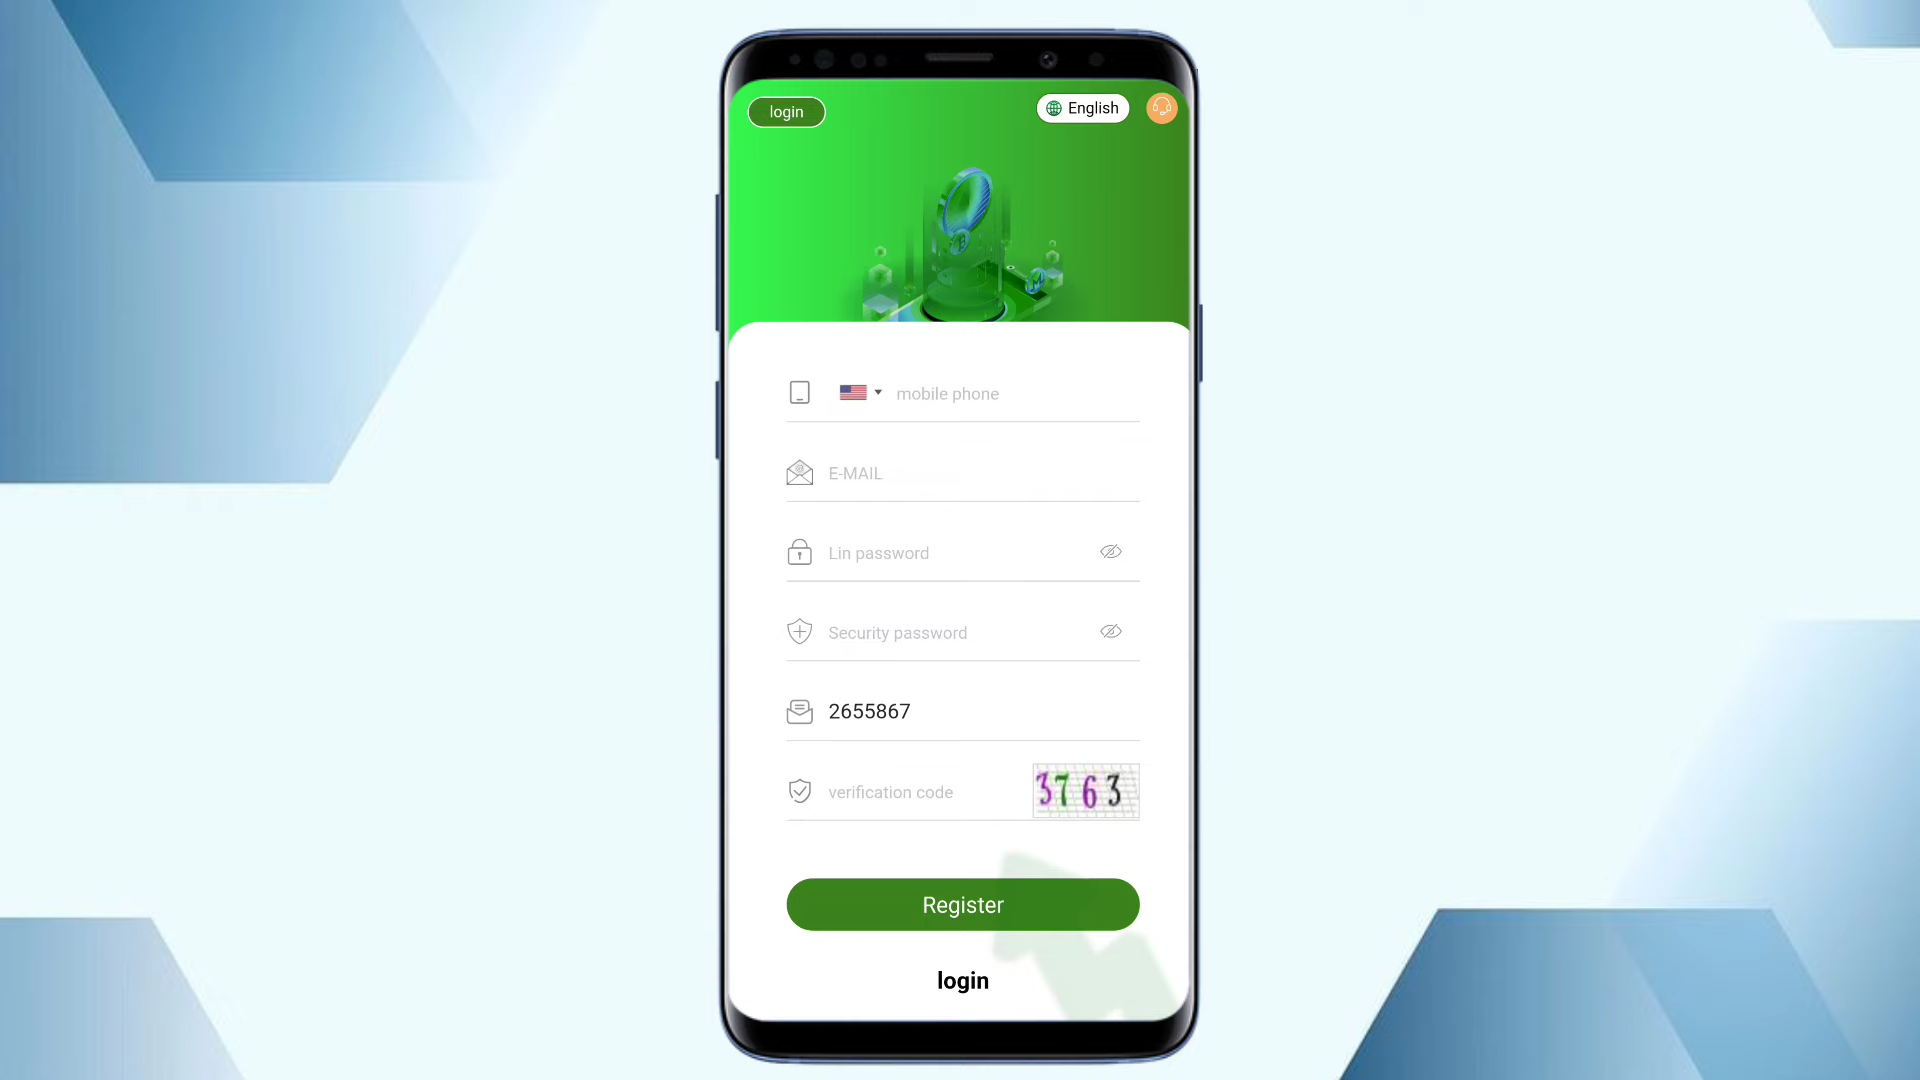 login
English
mobile phone
E-MAIL
Lin password
Security password
2655867
verification code
3763
Register
login